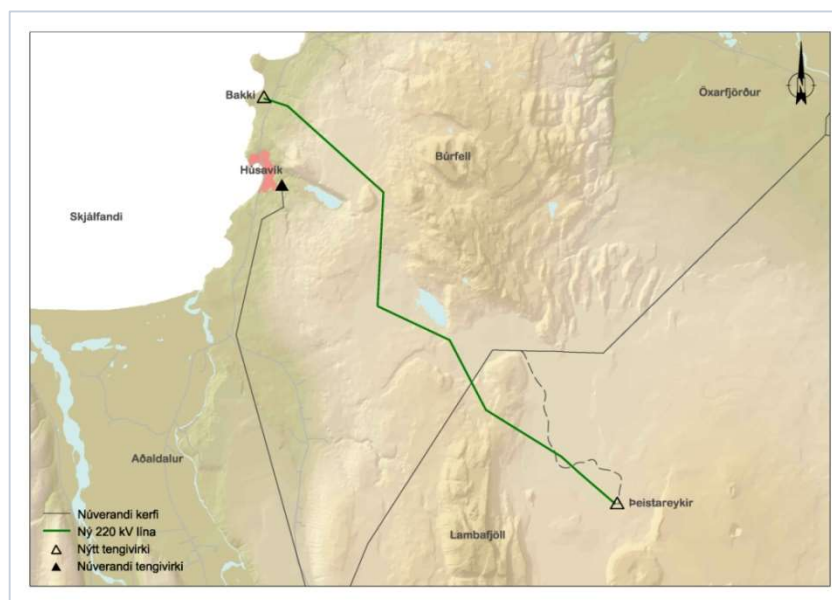 Bakki
Öxarfjörður
Búrfell
Húsavík
Skjálfandi
Aðaldalur
Þeistareykir
Lambafjöll
Núverandi kerfi
Ný 220 kV lína
Nýtt tengivirki
Núverandi tengivirki